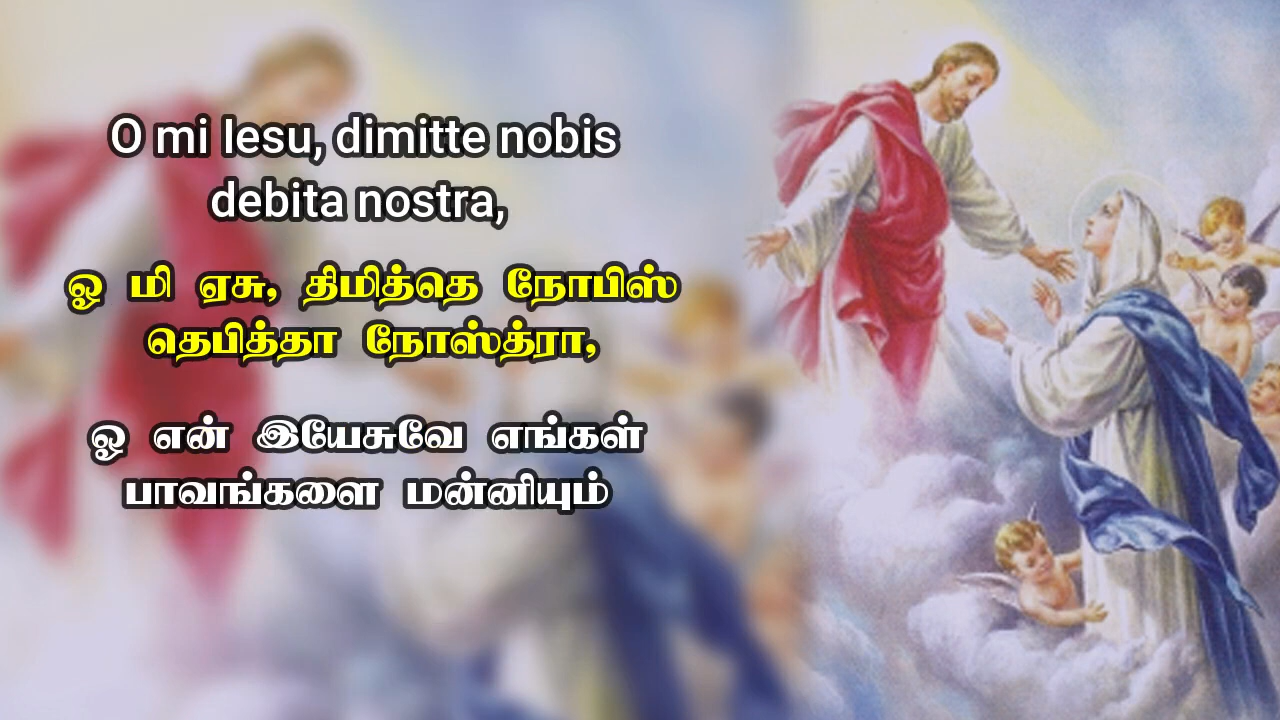 O mi Iesu, dimitte nobis
debita nostra,
ஓ மி ஏசு, திமித்தெ நோபிஸ்
தெபித்தா நோஸ்த்ரா,
ஓ என் இயேசுவே எங்கள்
பாவங்களை மன்னியும்